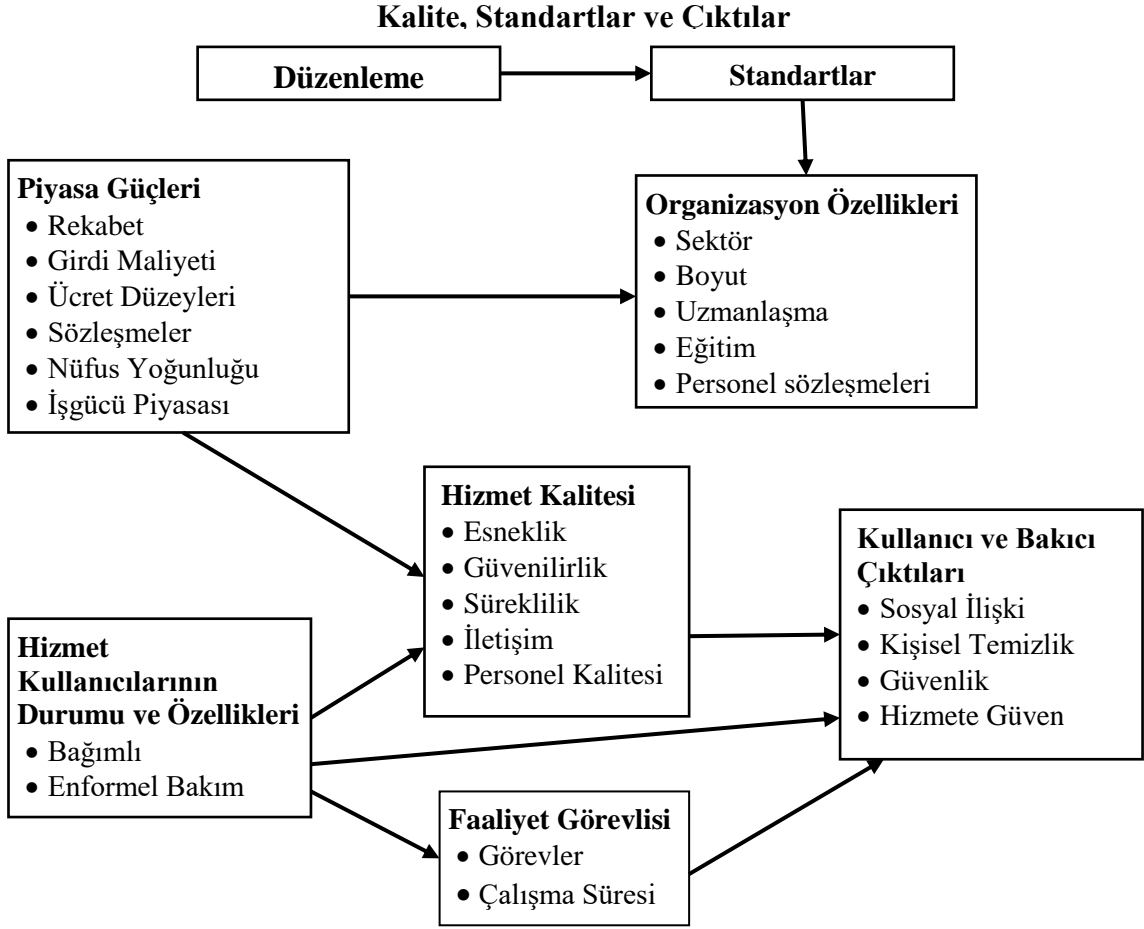 Kalite, Standartlar ve Çıktılar
Düzenleme
Standartlar
Piyasa Güçleri
• Rekabet
• Girdi Maliyeti
• Ücret Düzeyleri
• Sözleşmeler
• Nüfus Yoğunluğu
• İşgücü Piyasası
Organizasyon Özellikleri
• Sektör
• Boyut
• Uzmanlaşma
• Eğitim
• Personel sözleşmeleri
Hizmet Kalitesi
• Esneklik
• Güvenilirlik
• Süreklilik
• İletişim
• Personel Kalitesi
Kullanıcı ve Bakıcı
Çıktıları
• Sosyal İlişki
• Kişisel Temizlik
• Güvenlik
• Hizmete Güven
Hizmet
Kullanıcılarının
Durumu ve Özellikleri
• Bağımlı
• Enformel Bakım
Faaliyet Görevlisi
• Görevler
• Çalışma Süresi